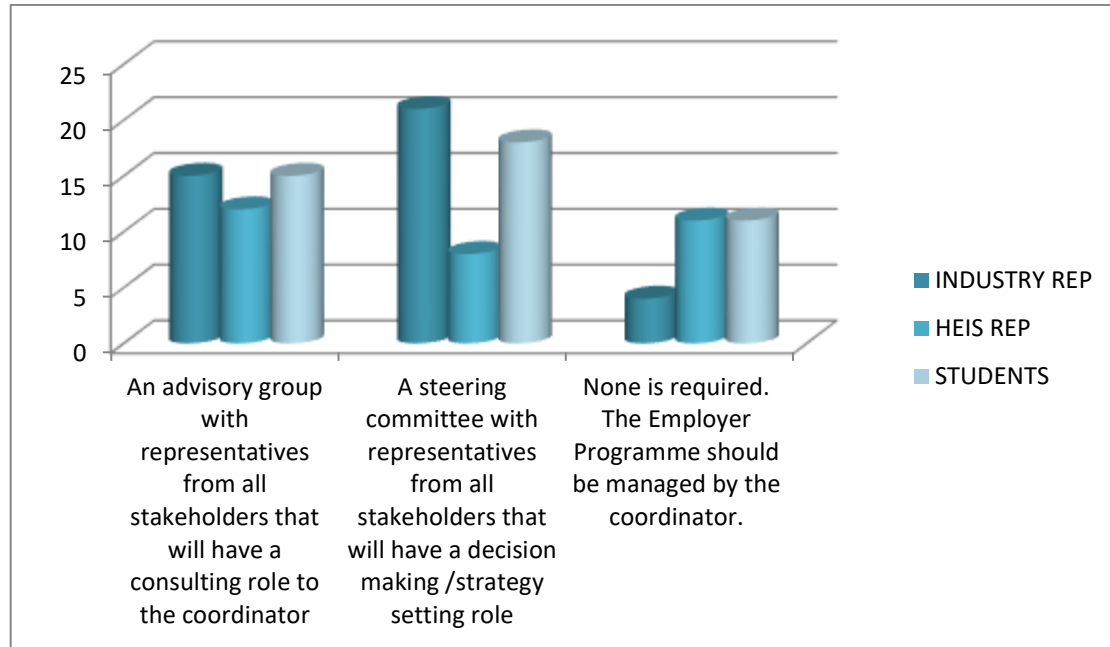 25
20
15
10
5
0
An advisory group
with
representatives
from all
stakeholders that
will have a
consulting role to
the coordinator
A steering
committee with
representatives
from all
stakeholders that
will have a decision
making /strategy
setting role
None is required.
The Employer
Programme should
be managed by the
coordinator.
INDUSTRY REP
HEIS REP
STUDENTS